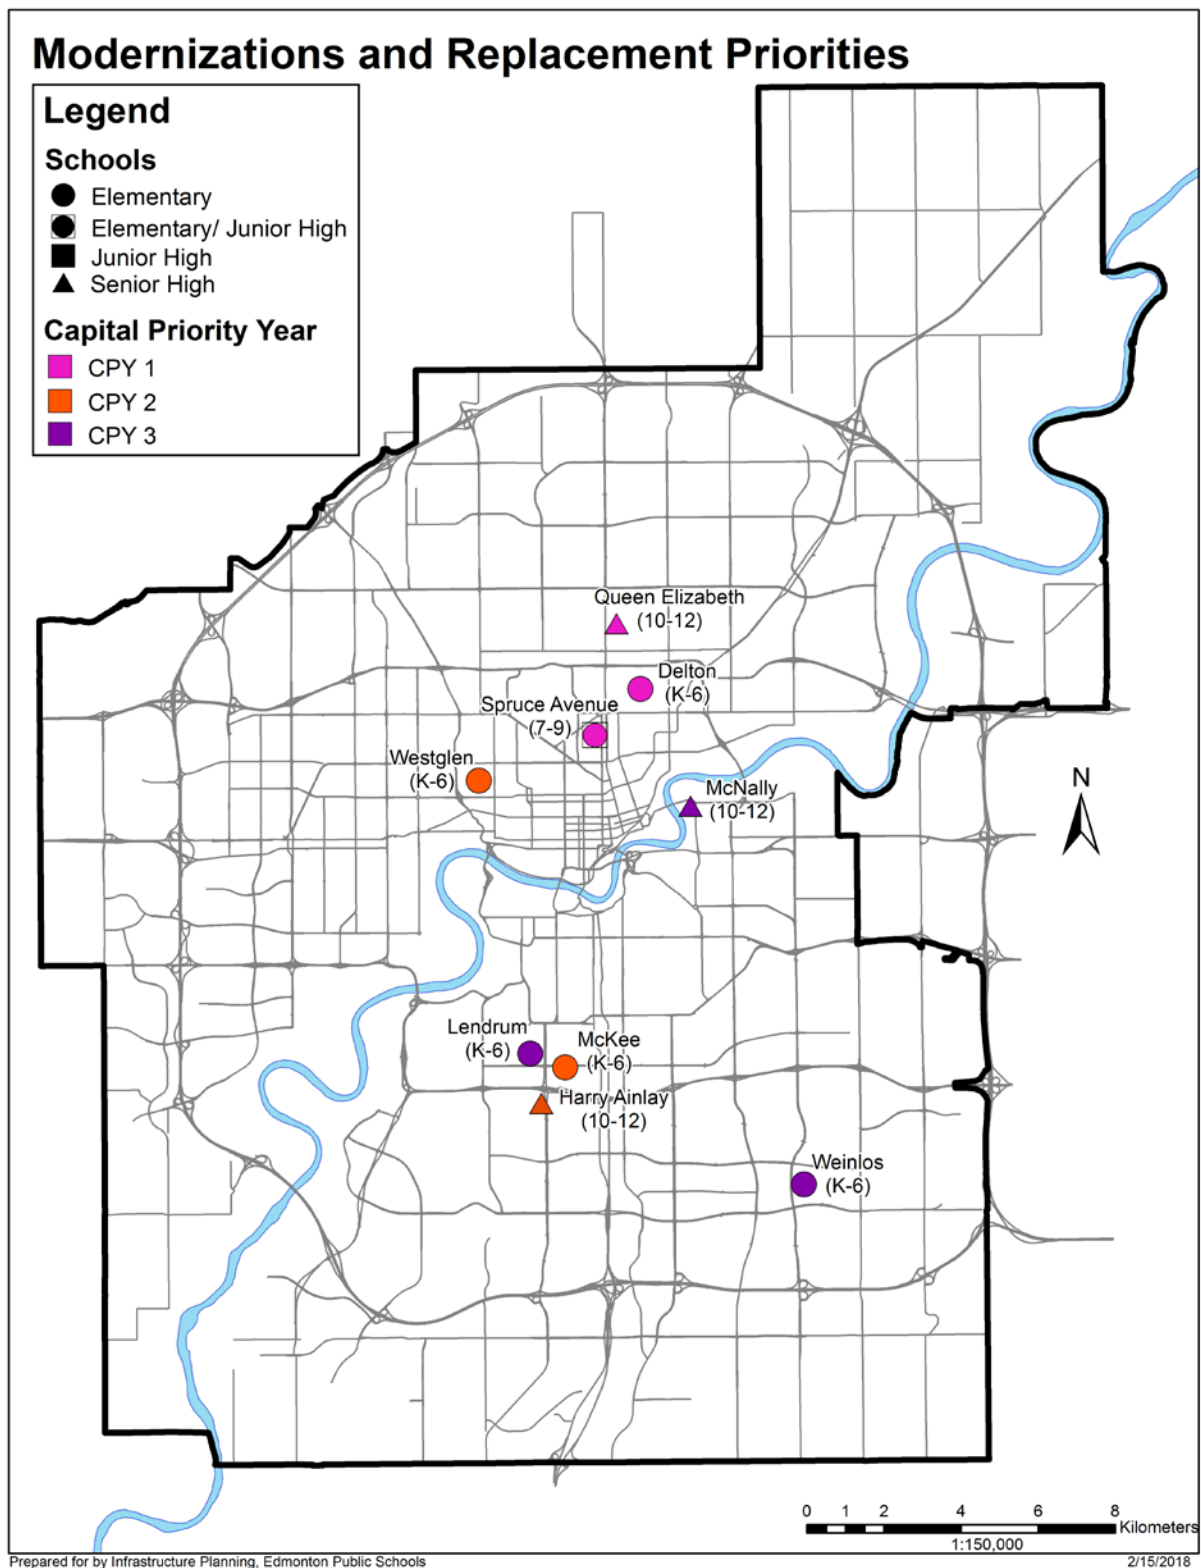 Modernizations and Replacement Priorities
Legend
Schools
Elementary
Elementary/ Junior High
Junior High
Senior High
Capital Priority Year
CPY 1
CPY 2
CPY 3
Queen Elizabeth
(10-12)
Delton
(K-6)
Spruce Avenue
(7-9)
Westglen
(K-6)
McNally
(10-12)
N
Lendrum
(K-6)
McKee
(K-6)
Harry Ainlay
(10-12)
Weinlos
(K-6)
0 1 2 4 6 8
Kilometers
1:150,000
Prepared for by Infrastructure Planning, Edmonton Public Schools
2/15/2018